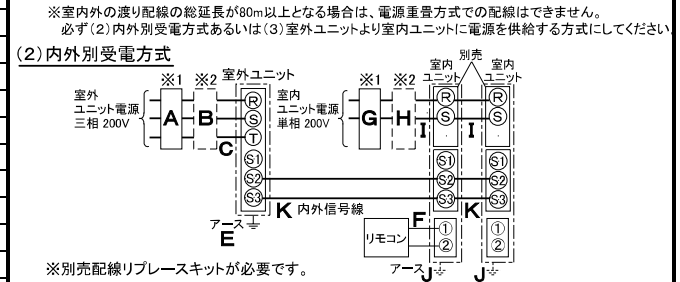 ※室内外の渡り配線の総延長が80m以上となる場合は、電源重畳方式での配線はできません。
必ず(2)内外別受電方式あるいは(3)室外ユニットより室内ユニットに電源を供給する方式にしてください
(2)内外別受電方式
※1 ※2 室外ユニット
室外
ユニット電源
三相 200V
A B C
R
S
T
S1
S2
S3
アース
E
※1 ※2
室内
ユニット電源
単相 200V
G H I I
別売
室内
ユニット
室内
ユニット
R
S
S1
S2
S3
R
S
S1
S2
S3
K 内外信号線
K
リモコン
F
①
②
①
②
アース J J
※別売配線リプレースキットが必要です。